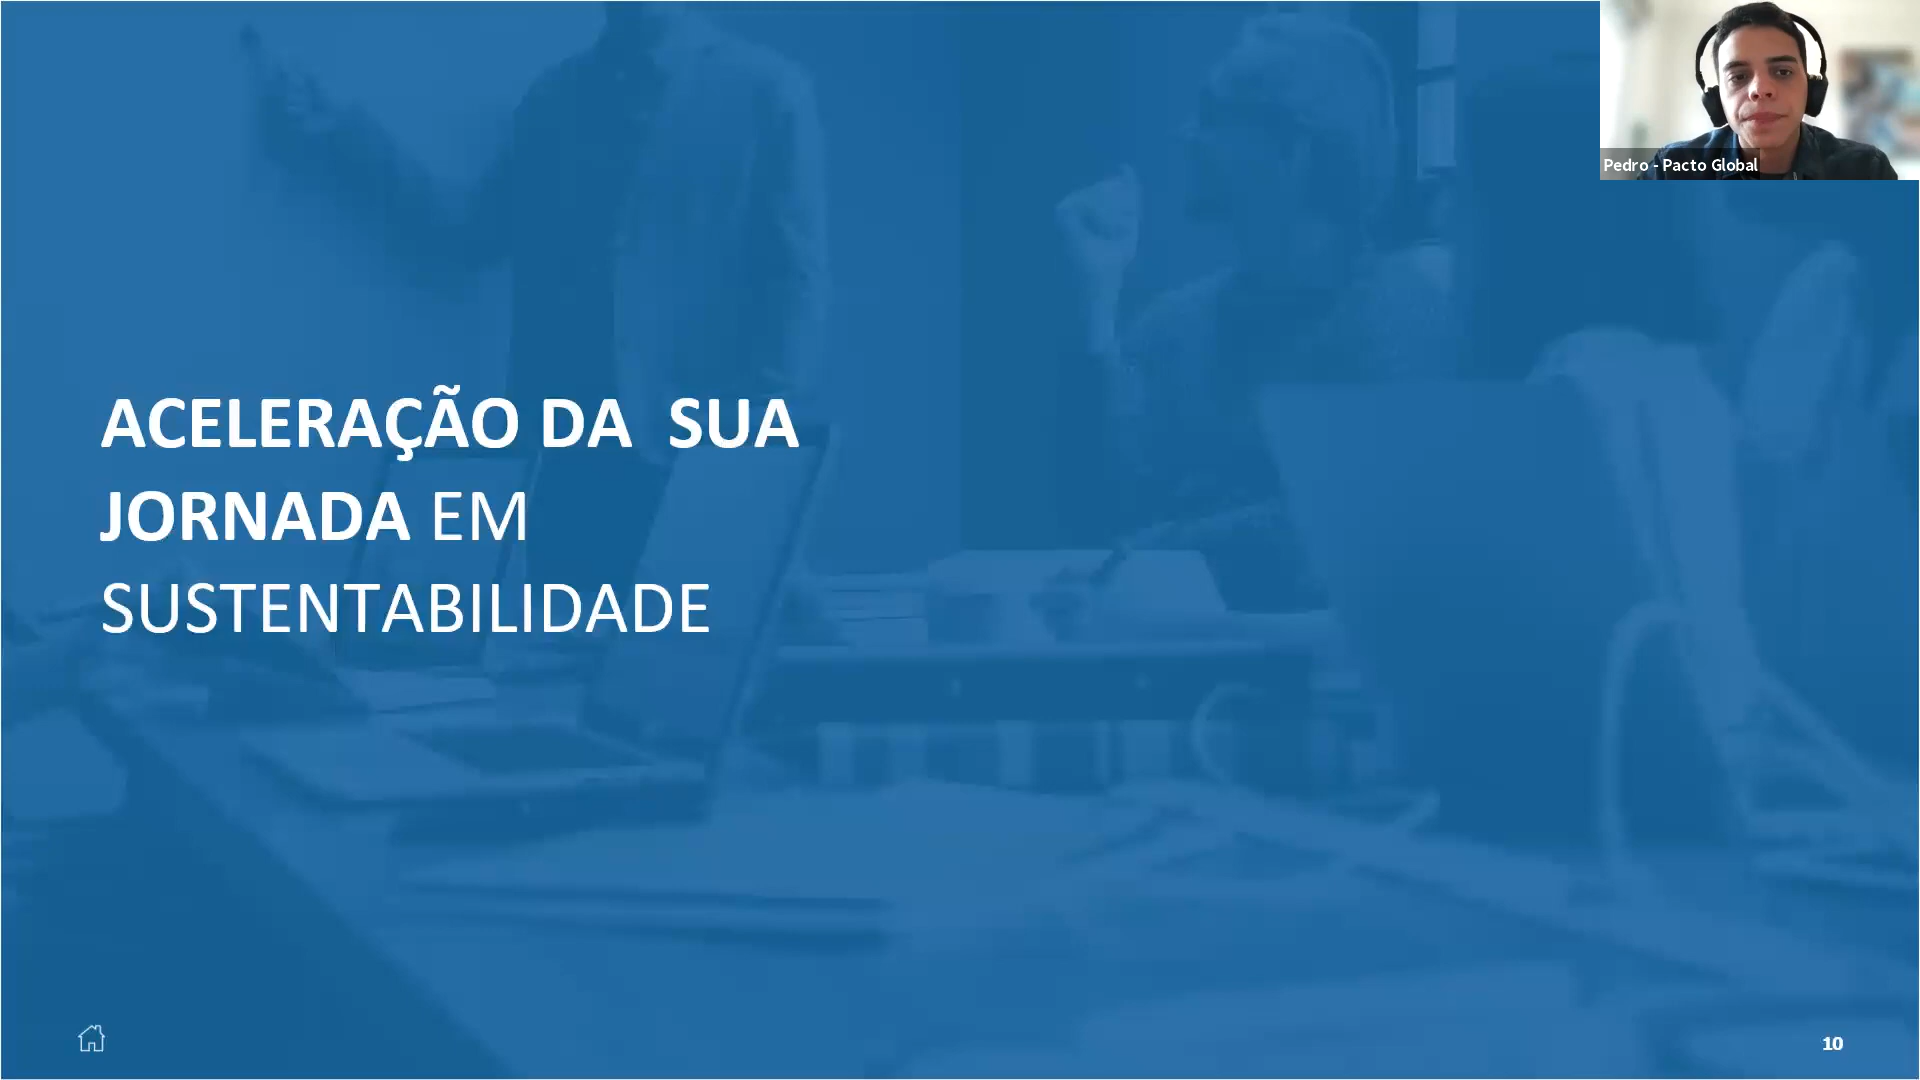 Pedro - Pacto Global
ACELERAÇÃO DA  SUA
JORNADA EM
SUSTENTABILIDADE
10